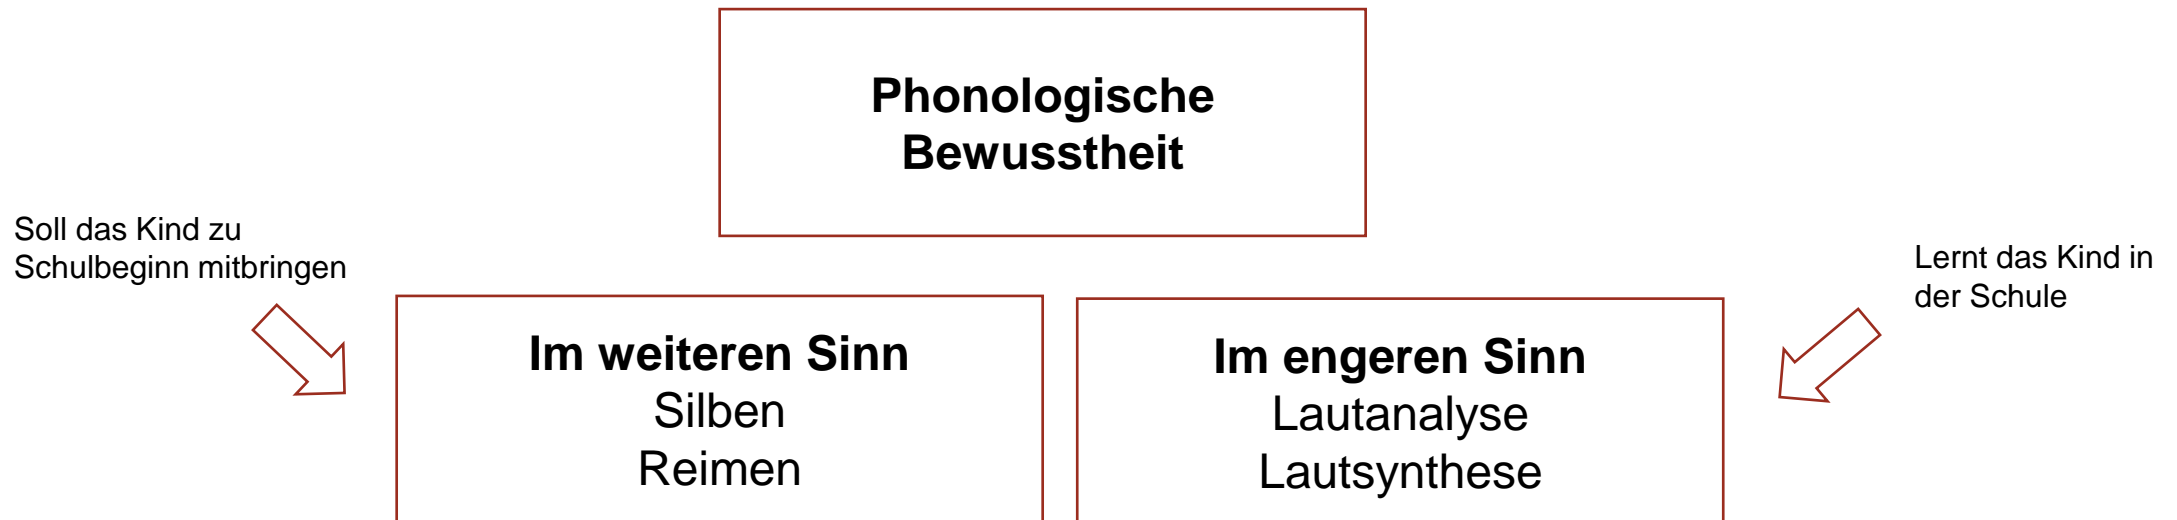 Phonologische
Bewusstheit
Soll das Kind zu
Schulbeginn mitbringen
Lernt das Kind in
der Schule
Im weiteren Sinn
Silben
Reimen
Im engeren Sinn
Lautanalyse
Lautsynthese